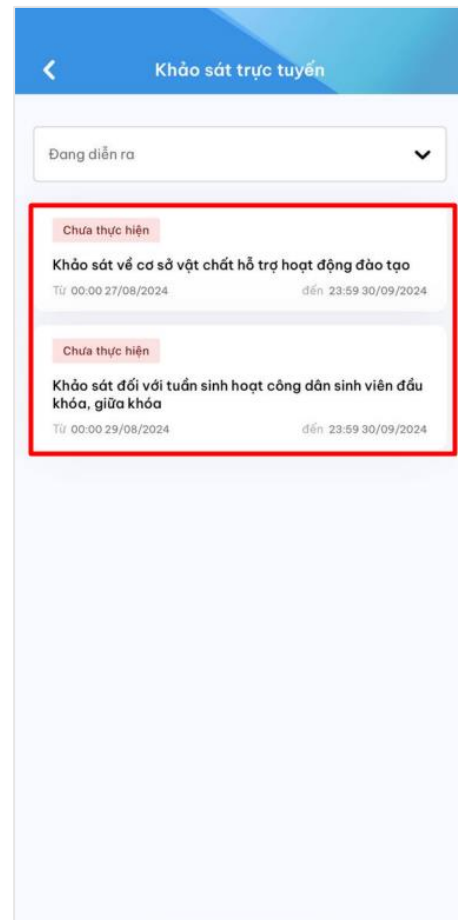 Khảo sát trực tuyến
Đang diễn ra
Chưa thực hiện
Khảo sát về cơ sở vật chất hỗ trợ hoạt động đào tạo
Từ 00:00 27/08/2024 đến 23:59 30/09/2024
Chưa thực hiện
Khảo sát đối với tuần sinh hoạt công dân sinh viên đầu
khóa, giữa khóa
Từ 00:00 29/08/2024 đến 23:59 30/09/2024